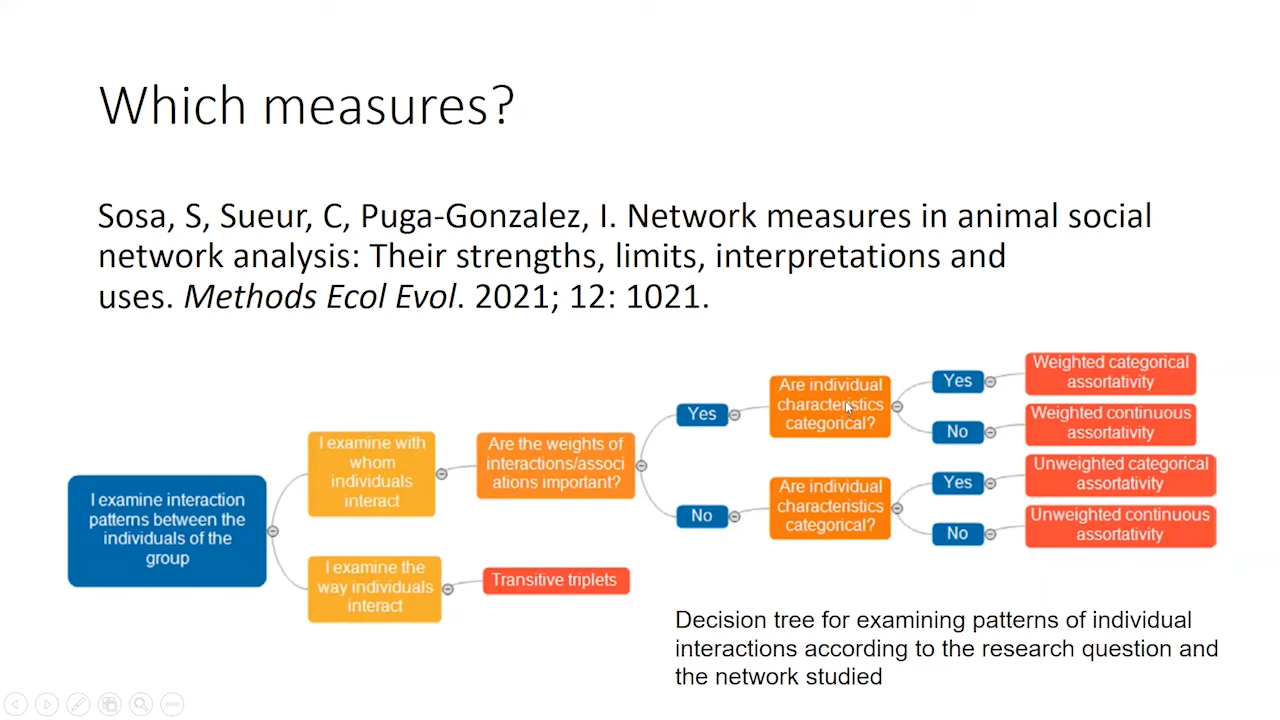 Which measures?
Sosa, S, Sueur, C, Puga-Gonzalez, I. Network measures in animal social
network analysis: Their strengths, limits, interpretations and
uses. Methods Ecol Evol. 2021; 12: 1021.
I examine interaction
patterns between the
individuals of the
group
I examine with
whom
individuals
interact
Are the weights of
interactions/associ
ations important?
Yes
Are individual
characteristics
categorical?
Yes
Weighted categorical
assortativity
No
Weighted continuous
assortativity
No
Are individual
characteristics
categorical?
Yes
Unweighted categorical
assortativity
No
Unweighted continuous
assortativity
I examine the
way individuals
interact
Transitive triplets
Decision tree for examining patterns of individual
interactions according to the research question and
the network studied